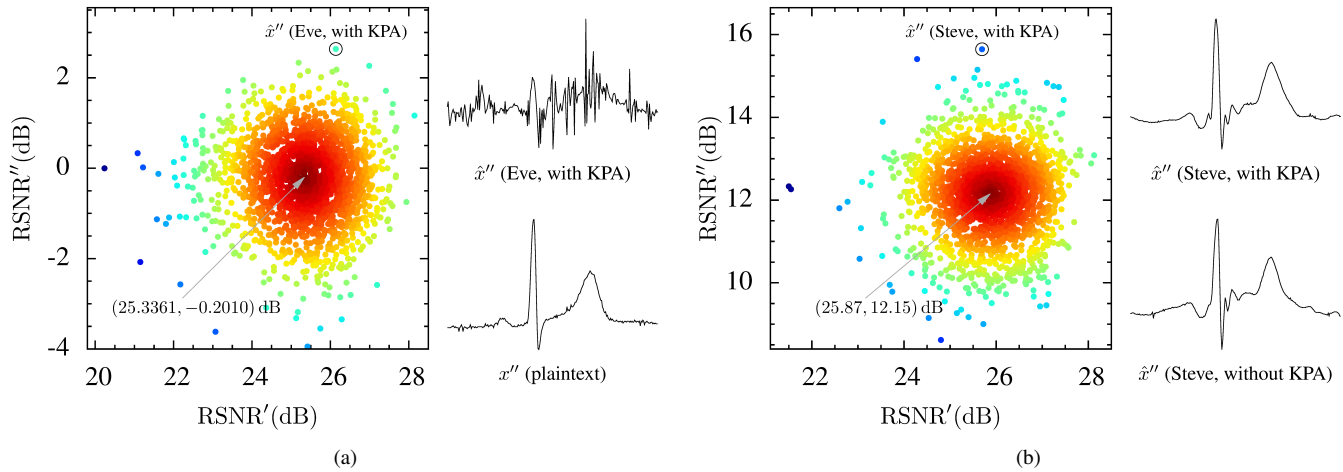 x̂″ (Eve, with KPA)
2
0
-2
-4
RSNR″(dB)
(25.3361, −0.2010) dB
20
22
24
26
28
RSNR′(dB)
x̂″ (Eve, with KPA)
x″ (plaintext)
(a)
x̂″ (Steve, with KPA)
16
14
12
10
RSNR″(dB)
(25.87, 12.15) dB
22
24
26
28
RSNR′(dB)
x̂″ (Steve, with KPA)
x̂″ (Steve, without KPA)
(b)